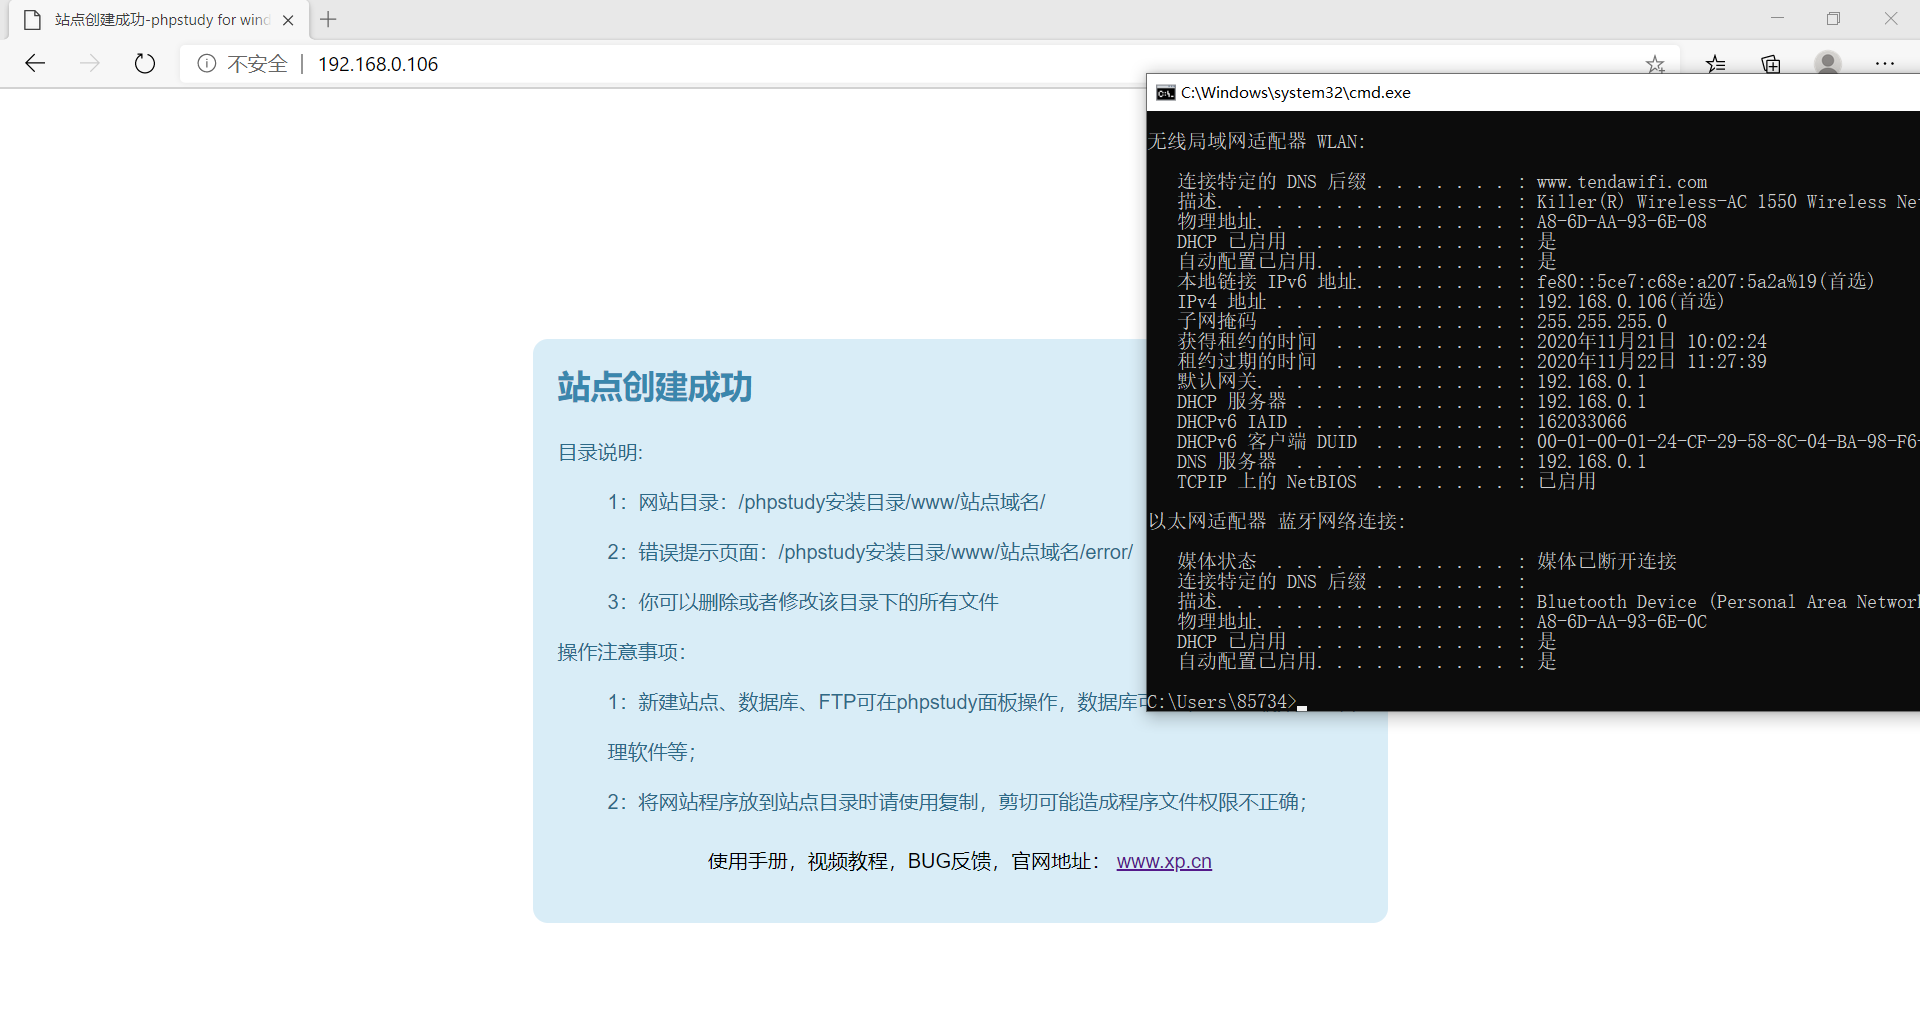 站点创建成功-phpstudy for wind
不安全 | 192.168.0.106
站点创建成功
目录说明:
1：网站目录：/phpstudy安装目录/www/站点域名/
2：错误提示页面：/phpstudy安装目录/www/站点域名/error/
3：你可以删除或者修改该目录下的所有文件
操作注意事项：
1：新建站点、数据库、FTP可在phpstudy面板操作，数据库
理软件等；
2：将网站程序放到站点目录时请使用复制，剪切可能造成程序文件权限不正确；
使用手册，视频教程，BUG反馈，官网地址： www.xp.cn
C:\Windows\system32\cmd.exe
无线局域网适配器 WLAN:
连接特定的 DNS 后缀 . . . . . . . : www.tendawifi.com
描述. . . . . . . . . . . . . . . : Killer(R) Wireless-AC 1550 Wireless Ne
物理地址. . . . . . . . . . . . . : A8-6D-AA-93-6E-08
DHCP 已启用 . . . . . . . . . . . : 是
自动配置已启用. . . . . . . . . . : 是
本地链接 IPv6 地址. . . . . . . . : fe80::5ce7:c68e:a207:5a2a%19(首选)
IPv4 地址 . . . . . . . . . . . . : 192.168.0.106(首选)
子网掩码  . . . . . . . . . . . . : 255.255.255.0
获得租约的时间  . . . . . . . . . : 2020年11月21日 10:02:24
租约过期的时间  . . . . . . . . . : 2020年11月22日 11:27:39
默认网关. . . . . . . . . . . . . : 192.168.0.1
DHCP 服务器 . . . . . . . . . . . : 192.168.0.1
DHCPv6 IAID . . . . . . . . . . . : 162033066
DHCPv6 客户端 DUID  . . . . . . . : 00-01-00-01-24-CF-29-58-8C-04-BA-98-F6-
DNS 服务器  . . . . . . . . . . . : 192.168.0.1
TCPIP 上的 NetBIOS  . . . . . . . : 已启用
以太网适配器 蓝牙网络连接:
媒体状态  . . . . . . . . . . . . : 媒体已断开连接
连接特定的 DNS 后缀 . . . . . . . :
描述. . . . . . . . . . . . . . . : Bluetooth Device (Personal Area Network
物理地址. . . . . . . . . . . . . : A8-6D-AA-93-6E-0C
DHCP 已启用 . . . . . . . . . . . : 是
自动配置已启用. . . . . . . . . . : 是
C:\Users\85734>